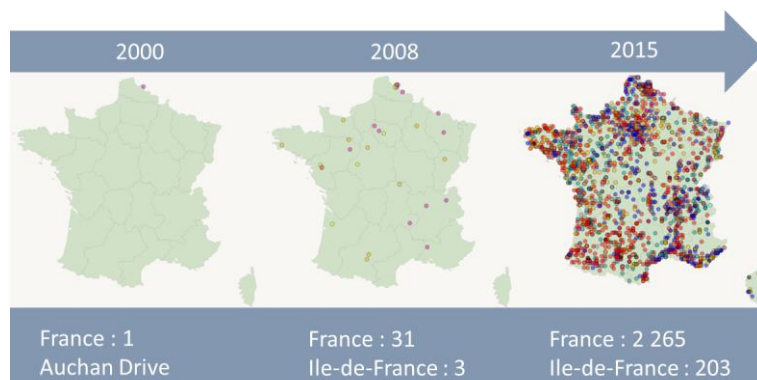 2000
2008
2015
France : 1
Auchan Drive
France : 31
Ile-de-France : 3
France : 2 265
Ile-de-France : 203